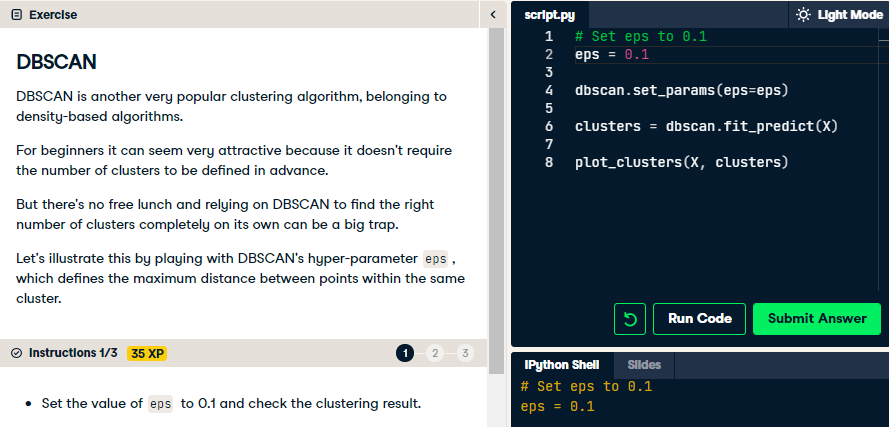 Exercise
DBSCAN
DBSCAN is another very popular clustering algorithm, belonging to
density-based algorithms.
For beginners it can seem very attractive because it doesn't require
the number of clusters to be defined in advance.
But there's no free lunch and relying on DBSCAN to find the right
number of clusters completely on its own can be a big trap.
Let's illustrate this by playing with DBSCAN's hyper-parameter eps ,
which defines the maximum distance between points within the same
cluster.
Instructions 1/3 35 XP 1 2 3
• Set the value of eps to 0.1 and check the clustering result.
script.py Light Mode
1 # Set eps to 0.1
2 eps = 0.1
3
4 dbscan.set_params(eps=eps)
5
6 clusters = dbscan.fit_predict(X)
7
8 plot_clusters(X, clusters)
Run Code Submit Answer
IPython Shell Slides
# Set eps to 0.1
eps = 0.1